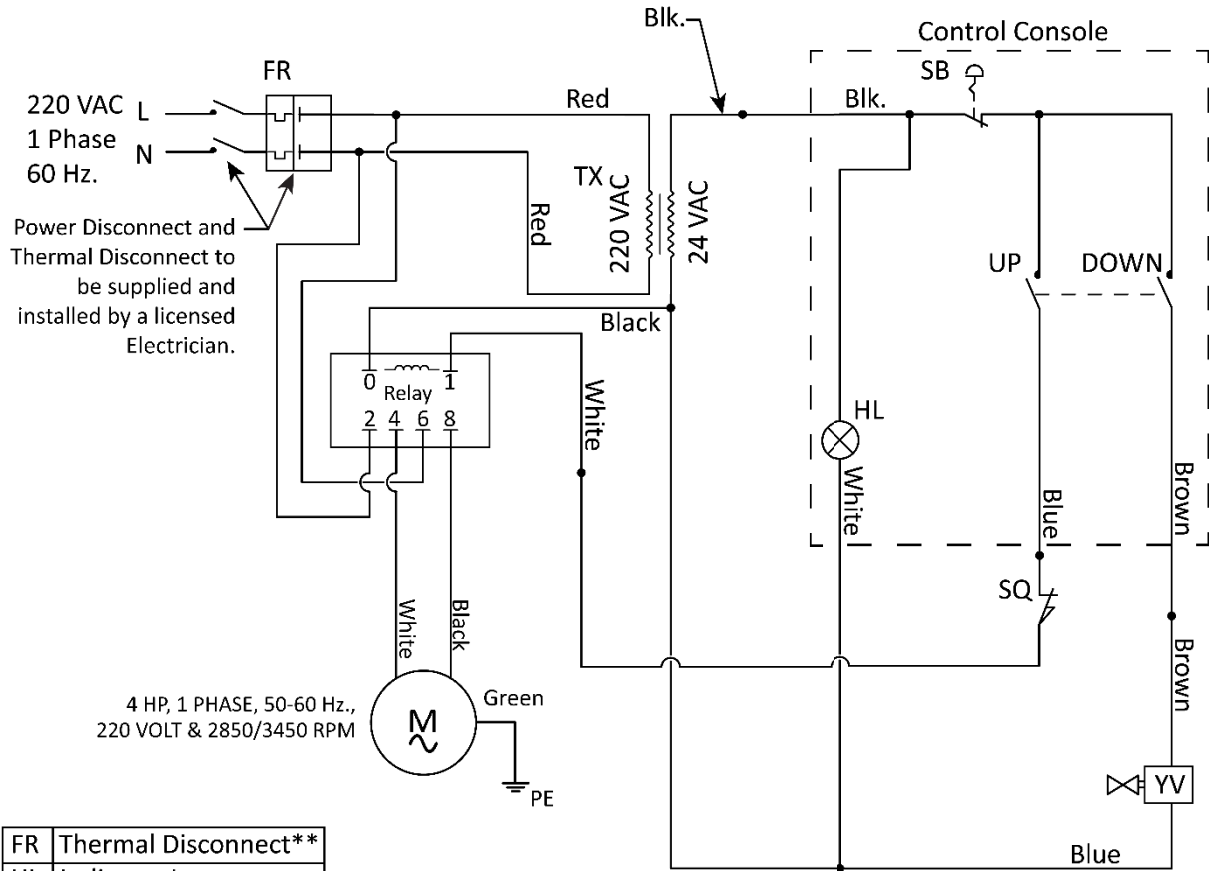 Blk.
Control Console
FR
SB
220 VAC L
1 Phase
60 Hz.
N
Red
Blk.
TX
220 VAC
24 VAC
Red
Power Disconnect and
Thermal Disconnect to
be supplied and
installed by a licensed
Electrician.
UP
DOWN
Black
0
1
Relay
2 4 6 8
White
HL
White
Blue
Brown
SQ
White
Black
Brown
4 HP, 1 PHASE, 50-60 Hz.,
220 VOLT & 2850/3450 RPM
M
Green
PE
YV
FR Thermal Disconnect**
Blue